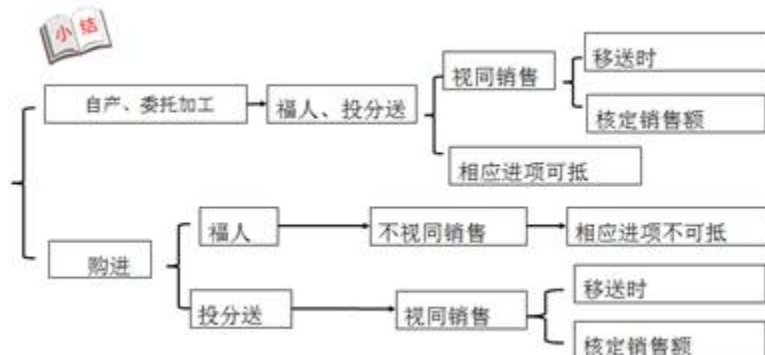 小结
自产、委托加工
福人、投分送
视同销售
移送时
核定销售额
相应进项可抵
购进
福人
不视同销售
相应进项不可抵
投分送
视同销售
移送时
核定销售额